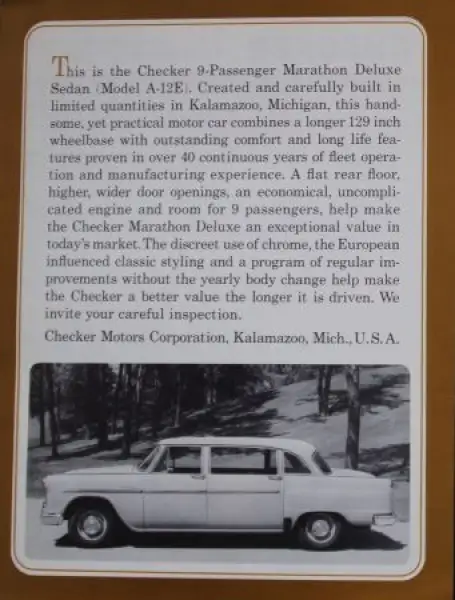 This is the Checker 9-Passenger Marathon Deluxe
Sedan (Model A-12E). Created and carefully built in
limited quantities in Kalamazoo, Michigan, this hand-
some, yet practical motor car combines a longer 129 inch
wheelbase with outstanding comfort and long life fea-
tures proven in over 40 continuous years of fleet opera-
tion and manufacturing experience. A flat rear floor,
higher, wider door openings, an economical, uncompli-
cated engine and room for 9 passengers, help make
the Checker Marathon Deluxe an exceptional value in
today's market. The discreet use of chrome, the European
influenced classic styling and a program of regular im-
provements without the yearly body change help make
the Checker a better value the longer it is driven. We
invite your careful inspection.
Checker Motors Corporation, Kalamazoo, Mich., U.S.A.